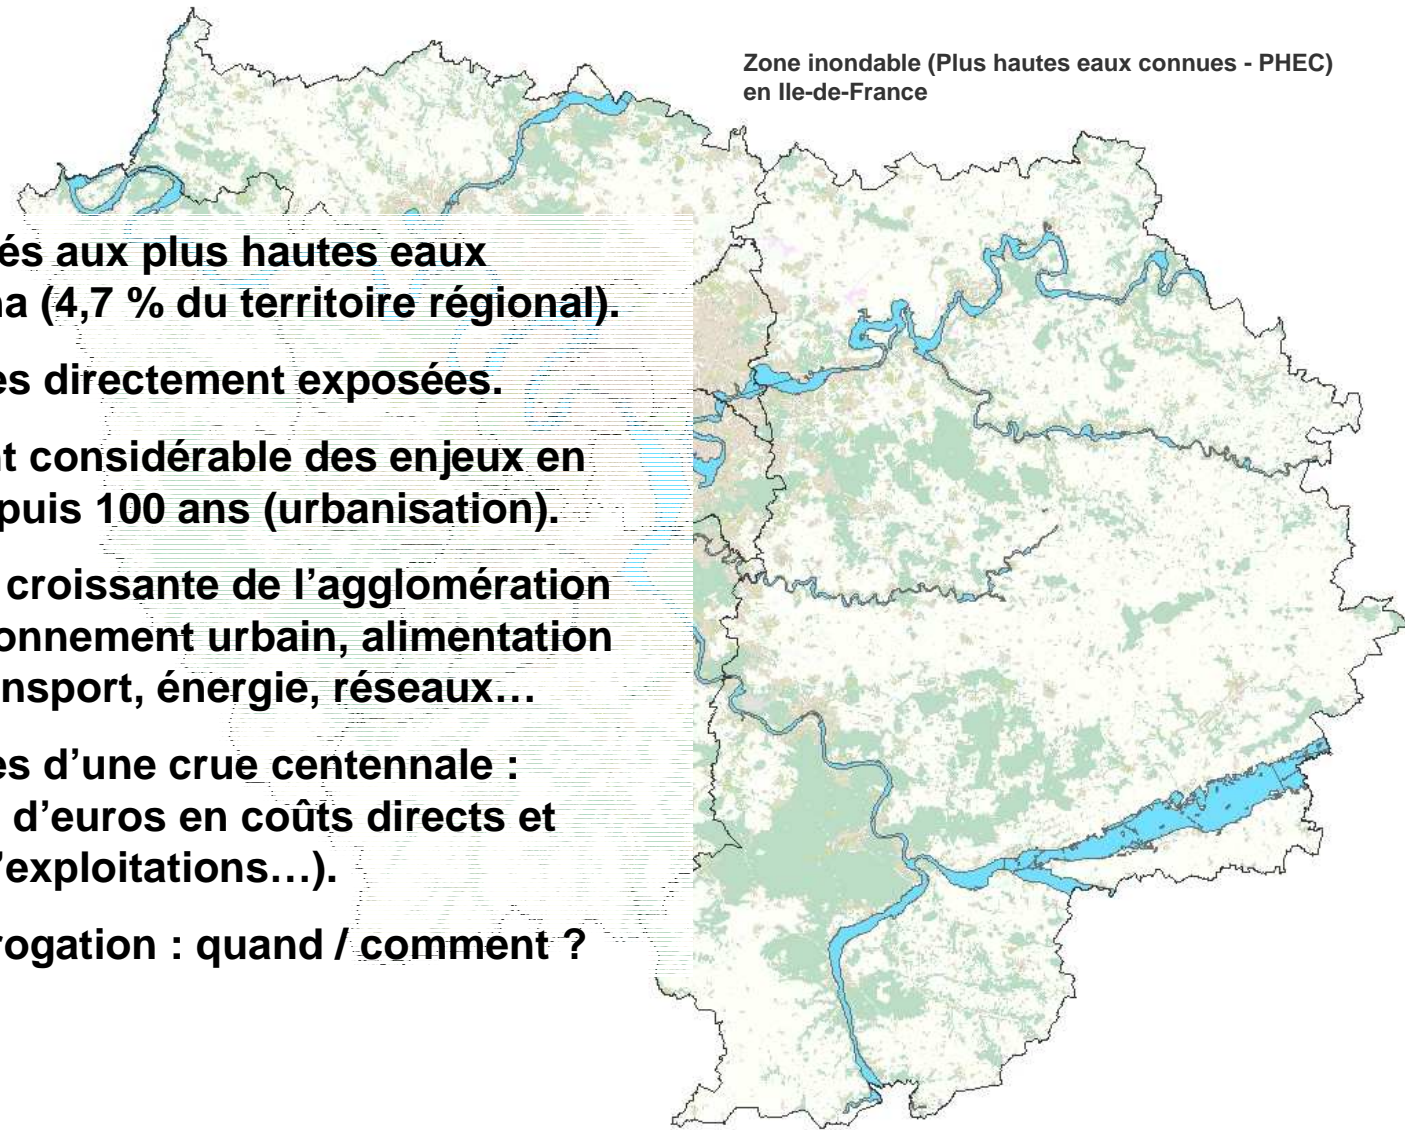 Zone inondable (Plus hautes eaux connues - PHEC)
en Ile-de-France
és aux plus hautes eaux
ha (4,7 % du territoire régional).
es directement exposées.
nt considérable des enjeux en
puis 100 ans (urbanisation).
croissante de l’agglomération
onnement urbain, alimentation
nsport, énergie, réseaux…
es d’une crue centennale :
d’euros en coûts directs et
’exploitations…).
rogation : quand / comment ?